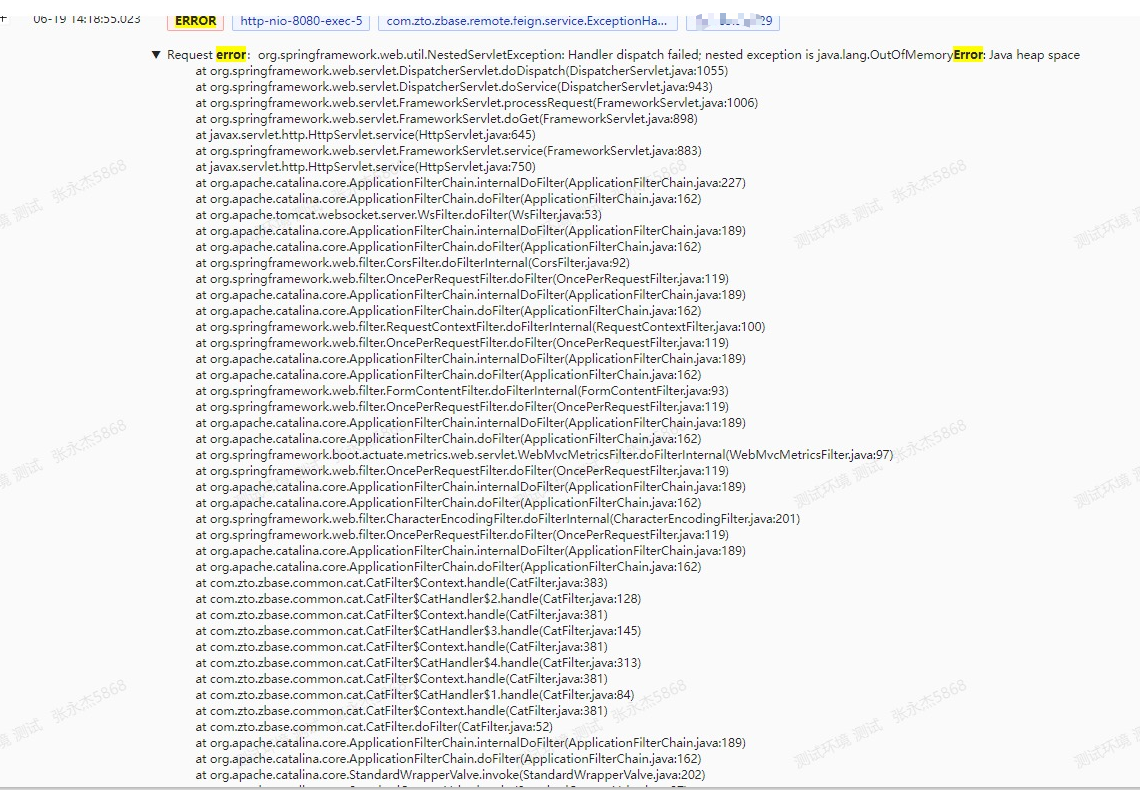 06-19 14:18:55.023 ERROR http-nio-8080-exec-5 com.zto.zbase.remote.feign.service.ExceptionHa...
▼ Request error: org.springframework.web.util.NestedServletException: Handler dispatch failed; nested exception is java.lang.OutOfMemoryError: Java heap space
at org.springframework.web.servlet.DispatcherServlet.doDispatch(DispatcherServlet.java:1055)
at org.springframework.web.servlet.DispatcherServlet.doService(DispatcherServlet.java:943)
at org.springframework.web.servlet.FrameworkServlet.processRequest(FrameworkServlet.java:1006)
at org.springframework.web.servlet.FrameworkServlet.doGet(FrameworkServlet.java:898)
at javax.servlet.http.HttpServlet.service(HttpServlet.java:645)
at org.springframework.web.servlet.FrameworkServlet.service(FrameworkServlet.java:883)
at javax.servlet.http.HttpServlet.service(HttpServlet.java:750)
at org.apache.catalina.core.ApplicationFilterChain.internalDoFilter(ApplicationFilterChain.java:227)
at org.apache.catalina.core.ApplicationFilterChain.doFilter(ApplicationFilterChain.java:162)
at org.apache.tomcat.websocket.server.WsFilter.doFilter(WsFilter.java:53)
at org.apache.catalina.core.ApplicationFilterChain.internalDoFilter(ApplicationFilterChain.java:189)
at org.apache.catalina.core.ApplicationFilterChain.doFilter(ApplicationFilterChain.java:162)
at org.springframework.web.filter.CorsFilter.doFilterInternal(CorsFilter.java:92)
at org.springframework.web.filter.OncePerRequestFilter.doFilter(OncePerRequestFilter.java:119)
at org.apache.catalina.core.ApplicationFilterChain.internalDoFilter(ApplicationFilterChain.java:189)
at org.apache.catalina.core.ApplicationFilterChain.doFilter(ApplicationFilterChain.java:162)
at org.springframework.web.filter.RequestContextFilter.doFilterInternal(RequestContextFilter.java:100)
at org.springframework.web.filter.OncePerRequestFilter.doFilter(OncePerRequestFilter.java:119)
at org.apache.catalina.core.ApplicationFilterChain.internalDoFilter(ApplicationFilterChain.java:189)
at org.apache.catalina.core.ApplicationFilterChain.doFilter(ApplicationFilterChain.java:162)
at org.springframework.web.filter.FormContentFilter.doFilterInternal(FormContentFilter.java:93)
at org.springframework.web.filter.OncePerRequestFilter.doFilter(OncePerRequestFilter.java:119)
at org.apache.catalina.core.ApplicationFilterChain.internalDoFilter(ApplicationFilterChain.java:189)
at org.apache.catalina.core.ApplicationFilterChain.doFilter(ApplicationFilterChain.java:162)
at org.springframework.boot.actuate.metrics.web.servlet.WebMvcMetricsFilter.doFilterInternal(WebMvcMetricsFilter.java:97)
at org.springframework.web.filter.OncePerRequestFilter.doFilter(OncePerRequestFilter.java:119)
at org.apache.catalina.core.ApplicationFilterChain.internalDoFilter(ApplicationFilterChain.java:189)
at org.apache.catalina.core.ApplicationFilterChain.doFilter(ApplicationFilterChain.java:162)
at org.springframework.web.filter.CharacterEncodingFilter.doFilterInternal(CharacterEncodingFilter.java:201)
at org.springframework.web.filter.OncePerRequestFilter.doFilter(OncePerRequestFilter.java:119)
at org.apache.catalina.core.ApplicationFilterChain.internalDoFilter(ApplicationFilterChain.java:189)
at org.apache.catalina.core.ApplicationFilterChain.doFilter(ApplicationFilterChain.java:162)
at com.zto.zbase.common.cat.CatFilter$Context.handle(CatFilter.java:383)
at com.zto.zbase.common.cat.CatFilter$CatHandler$2.handle(CatFilter.java:128)
at com.zto.zbase.common.cat.CatFilter$Context.handle(CatFilter.java:381)
at com.zto.zbase.common.cat.CatFilter$CatHandler$3.handle(CatFilter.java:145)
at com.zto.zbase.common.cat.CatFilter$Context.handle(CatFilter.java:381)
at com.zto.zbase.common.cat.CatFilter$CatHandler$4.handle(CatFilter.java:313)
at com.zto.zbase.common.cat.CatFilter$Context.handle(CatFilter.java:381)
at com.zto.zbase.common.cat.CatFilter$CatHandler$1.handle(CatFilter.java:84)
at com.zto.zbase.common.cat.CatFilter$Context.handle(CatFilter.java:381)
at com.zto.zbase.common.cat.CatFilter.doFilter(CatFilter.java:52)
at org.apache.catalina.core.ApplicationFilterChain.internalDoFilter(ApplicationFilterChain.java:189)
at org.apache.catalina.core.ApplicationFilterChain.doFilter(ApplicationFilterChain.java:162)
at org.apache.catalina.core.StandardWrapperValve.invoke(StandardWrapperValve.java:202)
测试环境 测试 张永杰5868